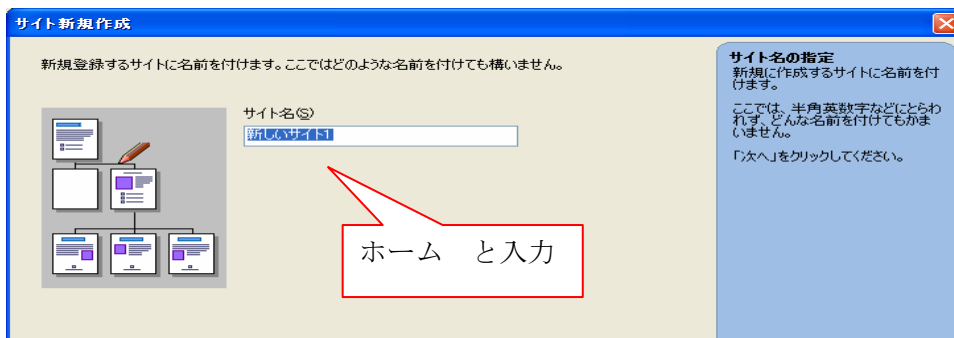 サイト新規作成
新規登録するサイトに名前を付けます。ここではどのような名前を付けても構いません。
サイト名(S)
新しいサイト1
ホーム　と入力
サイト名の指定
新規に作成するサイトに名前を付
けます。
ここでは、半角英数字などにとらわ
れず、どんな名前を付けてもかま
いません。
「次へ」をクリックしてください。